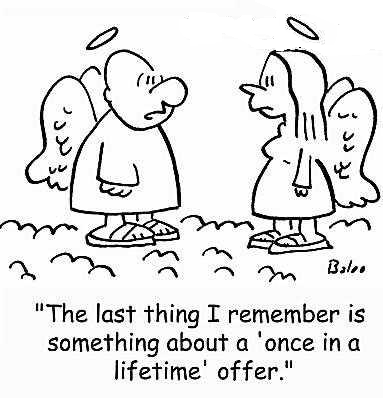 Baloo
"The last thing I remember is
something about a 'once in a
lifetime' offer."